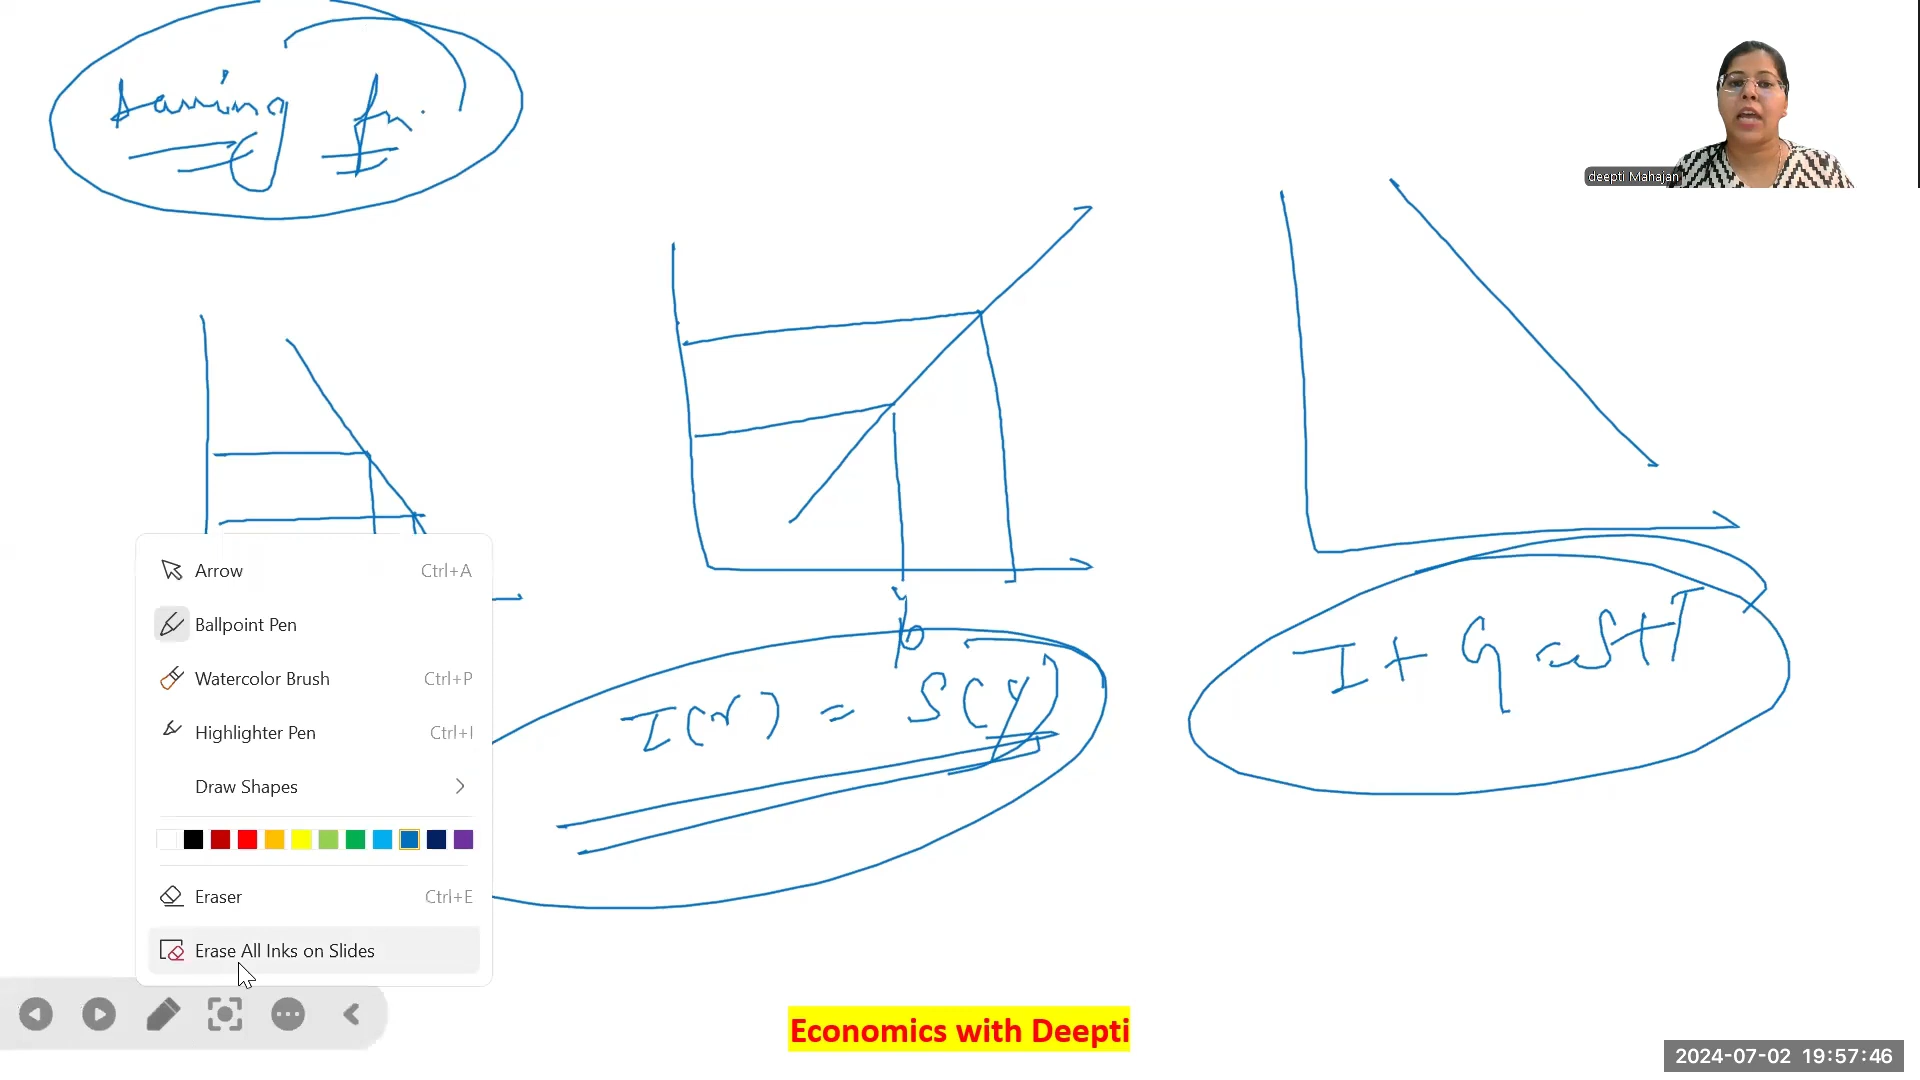 saving fn.
deepti Mahajan
Arrow Ctrl+A
Ballpoint Pen
Watercolor Brush Ctrl+P
Highlighter Pen Ctrl+I
Draw Shapes
Eraser Ctrl+E
Erase All Inks on Slides
y
I(r) = S(y)
I + G = S+T
Economics with Deepti
2024-07-02 19:57:46